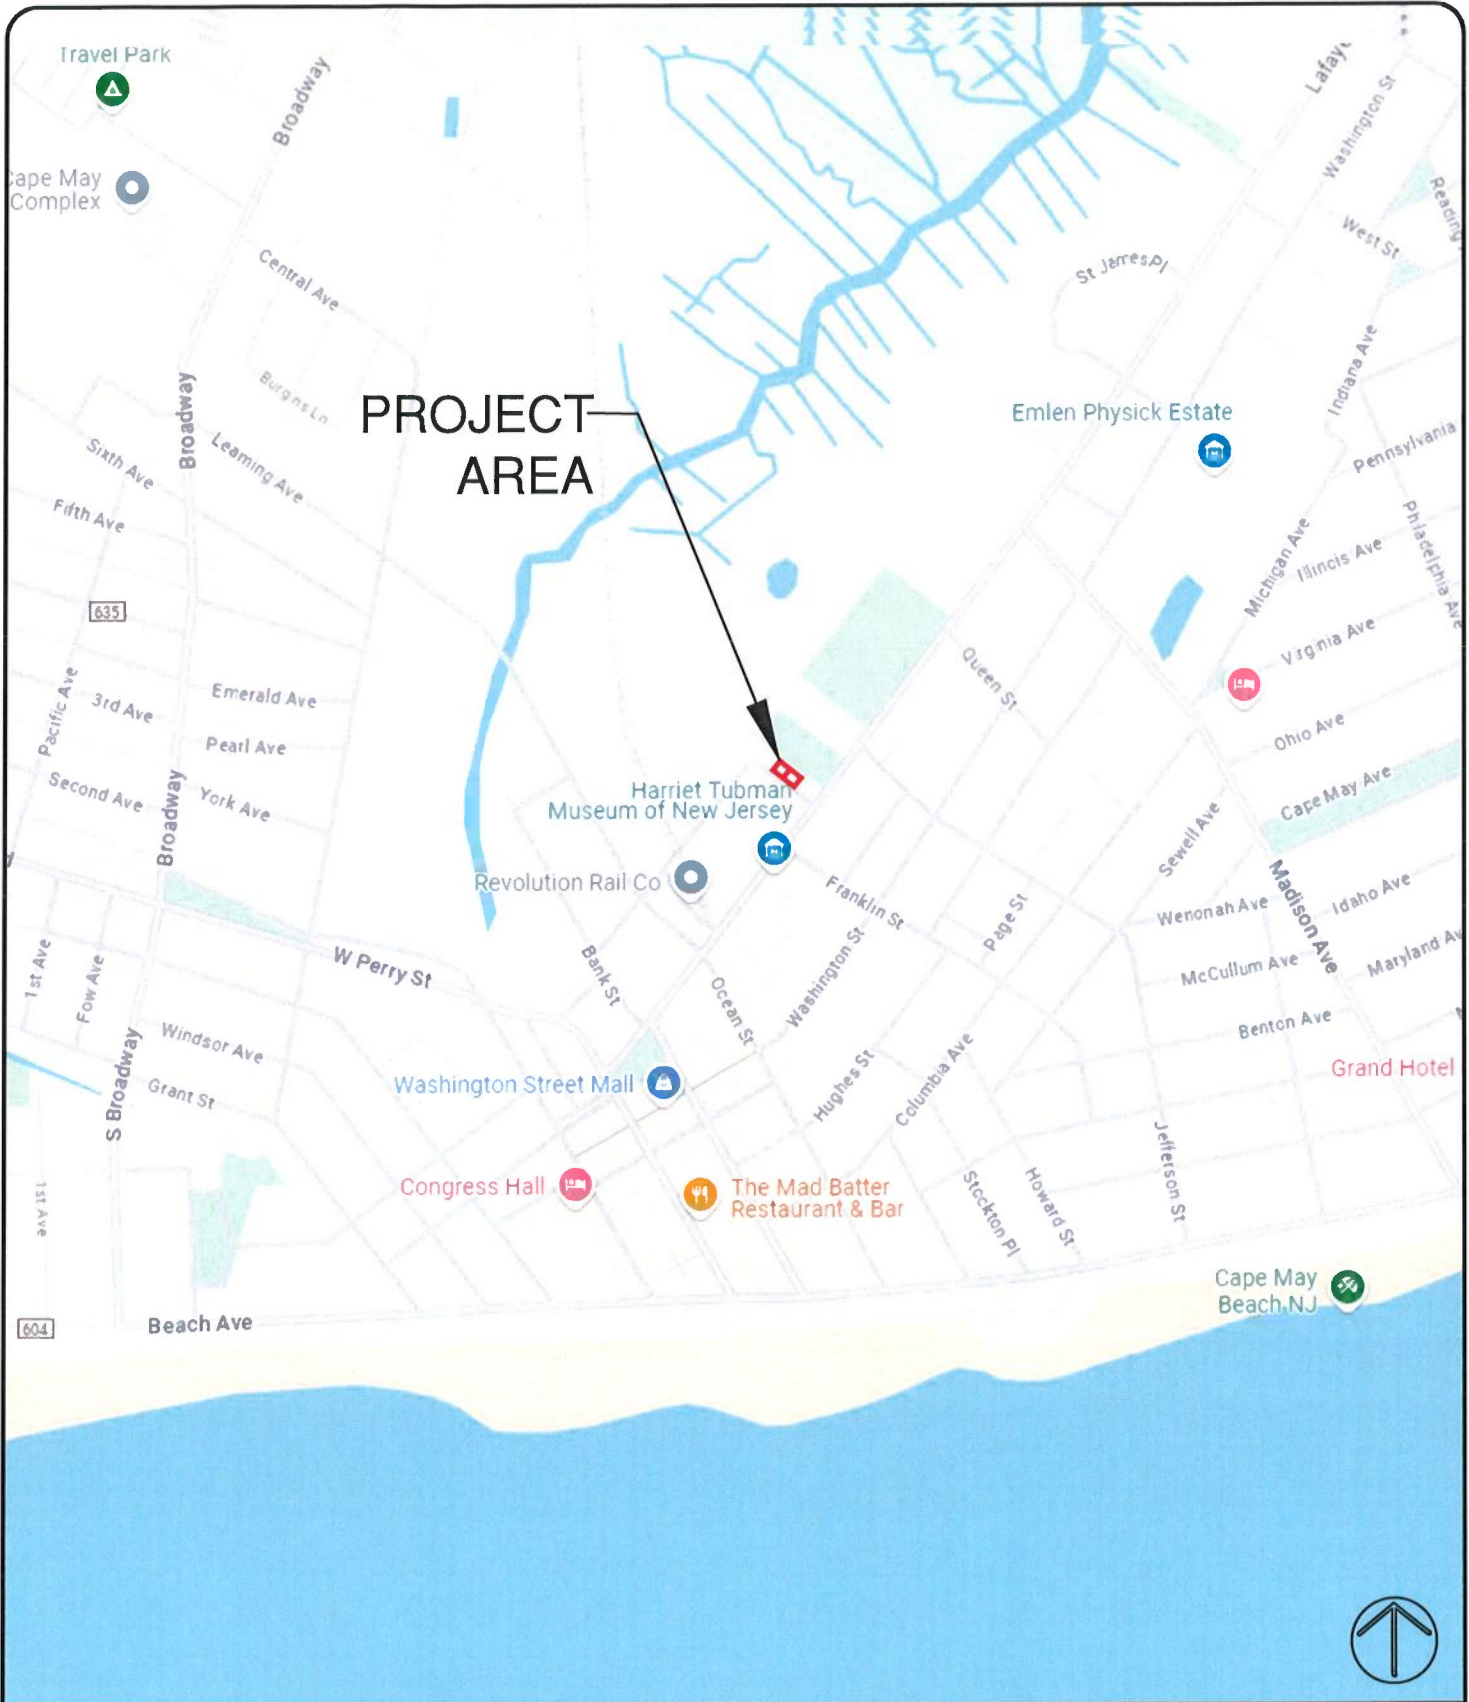 Travel Park
Broadway
Lafay
Washington St
Cape May
Complex
Reading
West St
Central Ave
St James Pl
Indiana Ave
Burgns Ln
Broadway
PROJECT
AREA
Emlen Physick Estate
Sixth Ave
Leaming Ave
Pennsylvania
Fifth Ave
Philadelphia Ave
Michigan Ave
Illincis Ave
635
Virginia Ave
Queen St
Pacific Ave
Emerald Ave
3rd Ave
Pearl Ave
Ohio Ave
Harriet Tubman
Museum of New Jersey
Second Ave
York Ave
Broadway
Cape May Ave
Sewell Ave
Revolution Rail Co
Franklin St
Madison Ave
Idaho Ave
Wenonah Ave
Page St
W Perry St
Bank St
Washington St
Maryland Av
McCullum Ave
1st Ave
Fow Ave
Ocean St
Benton Ave
Windsor Ave
Grand Hotel
Washington Street Mall
Grant St
S Broadway
Hughes St
Columbia Ave
Jefferson St
Congress Hall
The Mad Batter
Restaurant & Bar
Stockton Pl
Howard St
1st Ave
Cape May
Beach NJ
604
Beach Ave